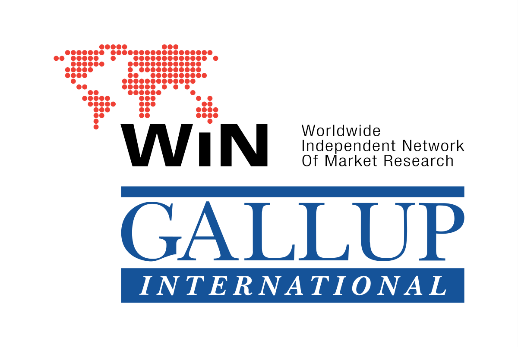 WiN
Worldwide
Independent Network
Of Market Research
GALLUP
INTERNATIONAL